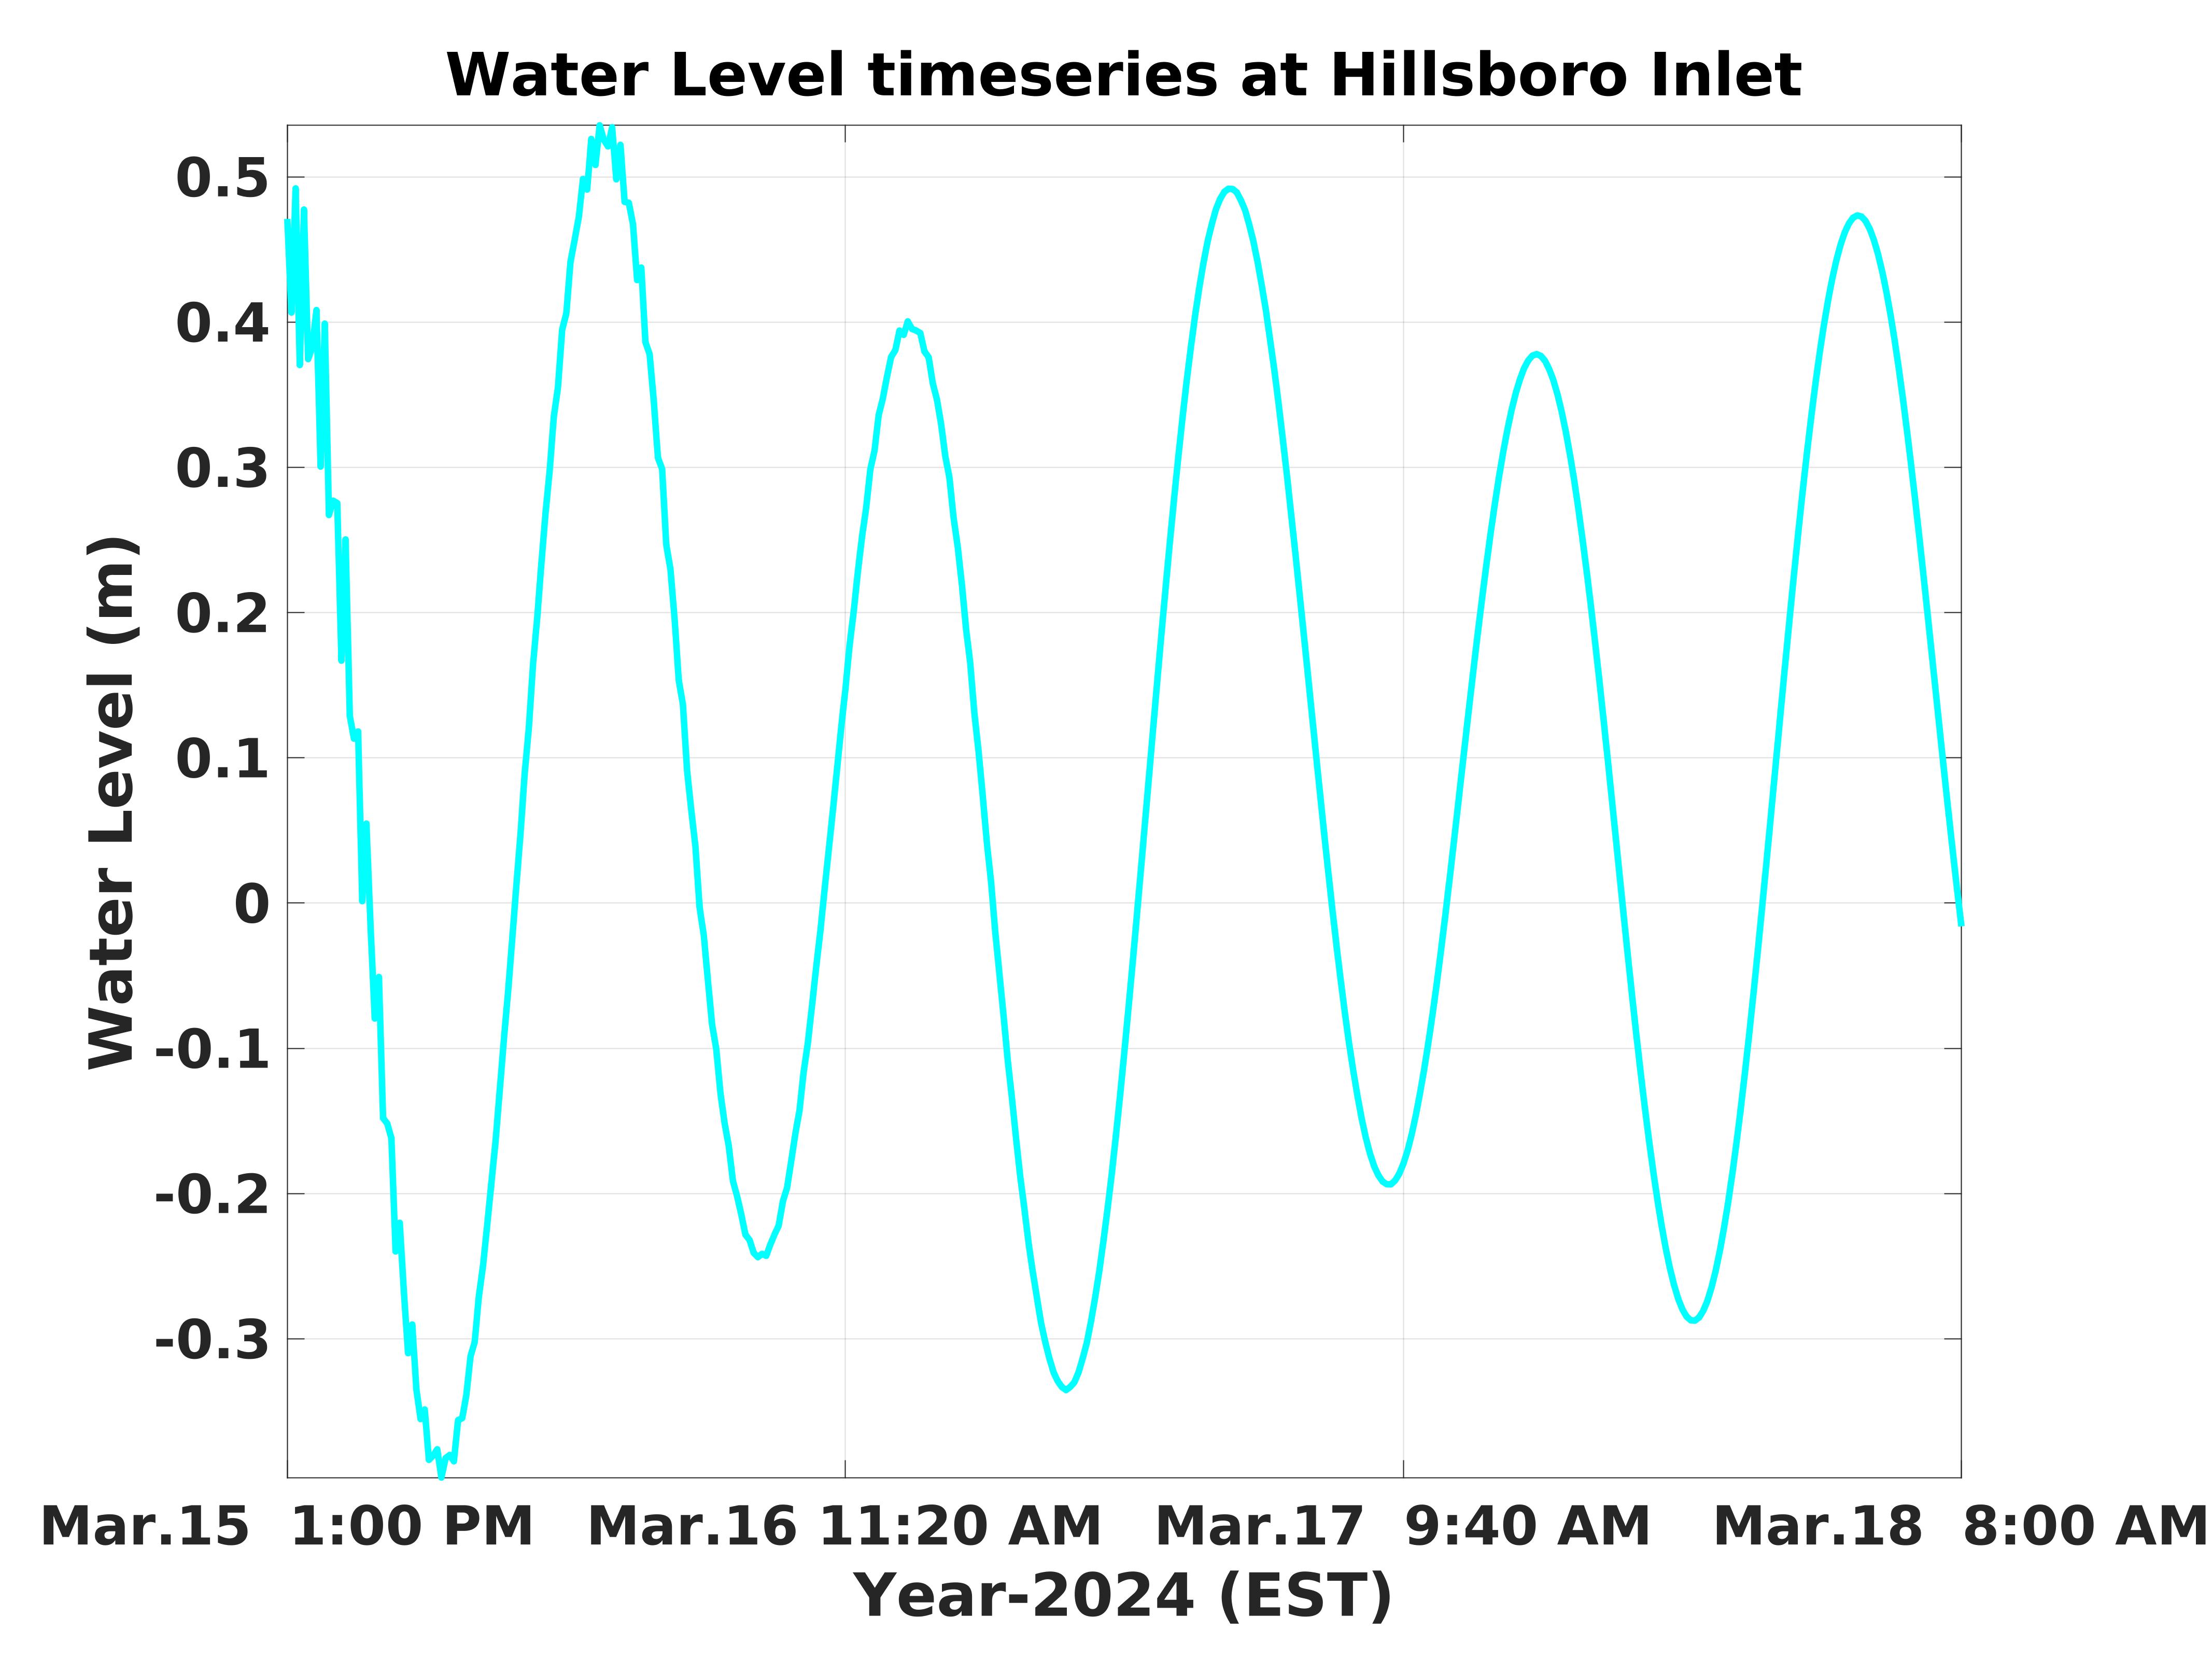 Water Level timeseries at Hillsboro Inlet
Water Level (m)
0.5
0.4
0.3
0.2
0.1
0
-0.1
-0.2
-0.3
Mar.15 1:00 PM Mar.16 11:20 AM Mar.17 9:40 AM Mar.18 8:00 AM
Year-2024 (EST)